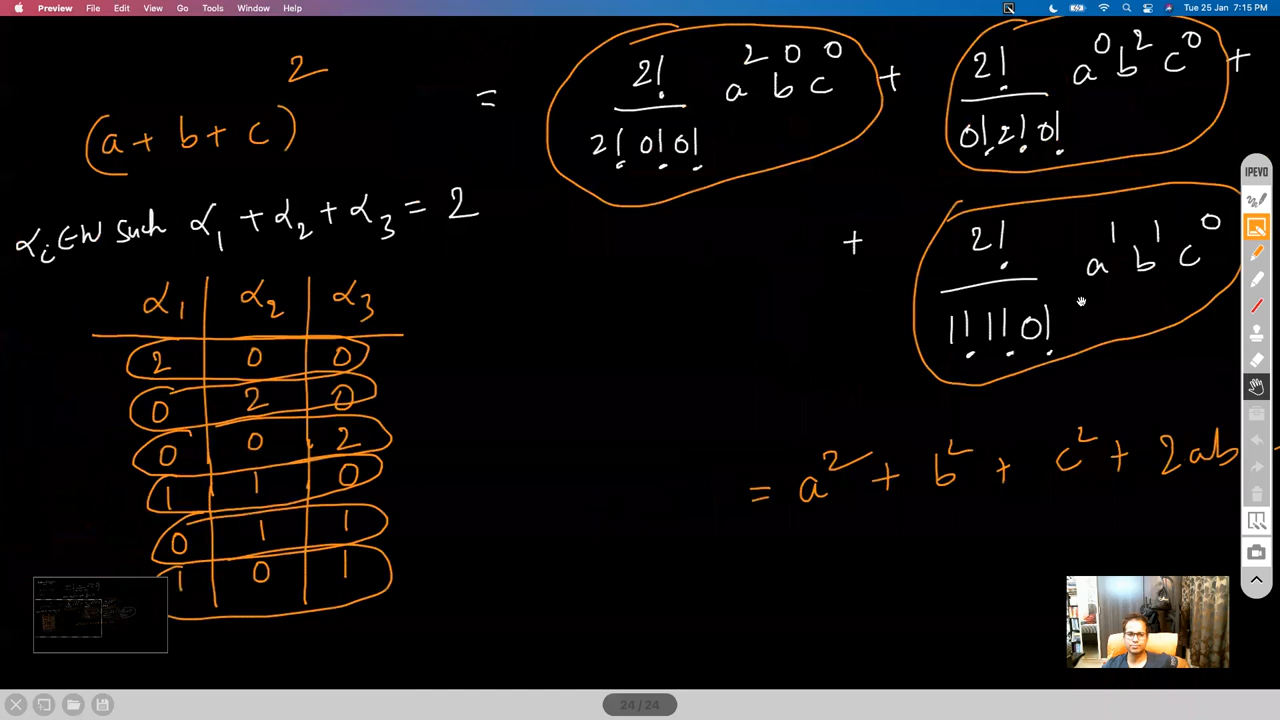 Preview File Edit View Go Tools Window Help Tue 25 Jan 7:15 PM
(a + b + c)² = 2!/(2! 0! 0!) a² b⁰ c⁰ + 2!/(0! 2! 0!) a⁰ b² c⁰ +
αᵢ ∈ W such α₁ + α₂ + α₃ = 2
+ 2!/(1! 1! 0!) a¹ b¹ c⁰
α₁ α₂ α₃
2 0 0
0 2 0
0 0 2
1 1 0
0 1 1
1 0 1
= a² + b² + c² + 2ab
IPEVO
24 / 24